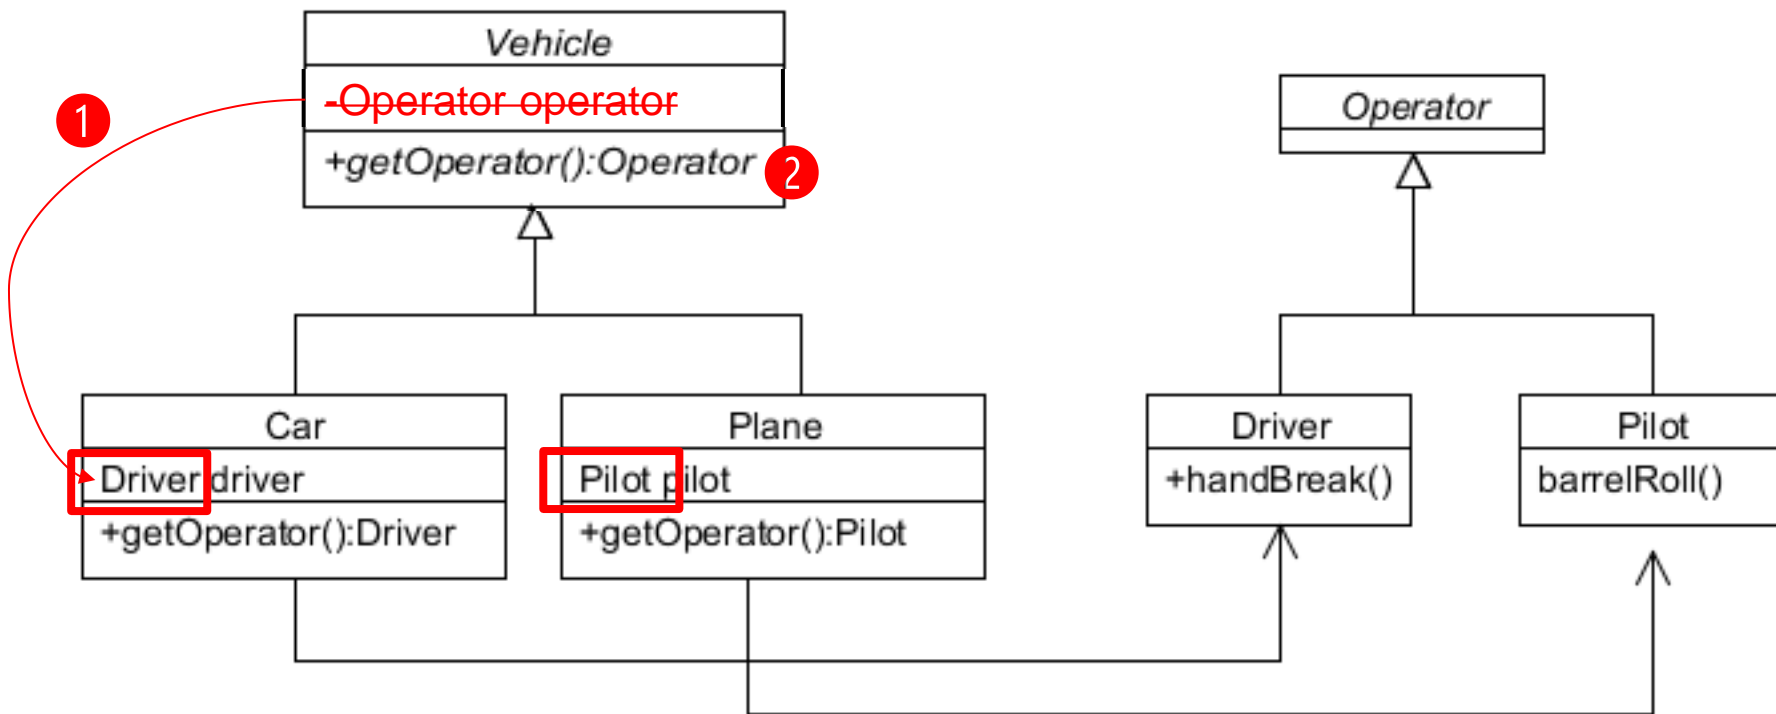 Vehicle
-Operator operator
1
+getOperator():Operator
2
Operator
Car
Driver driver
+getOperator():Driver
Plane
Pilot pilot
+getOperator():Pilot
Driver
+handBreak()
Pilot
barrelRoll()